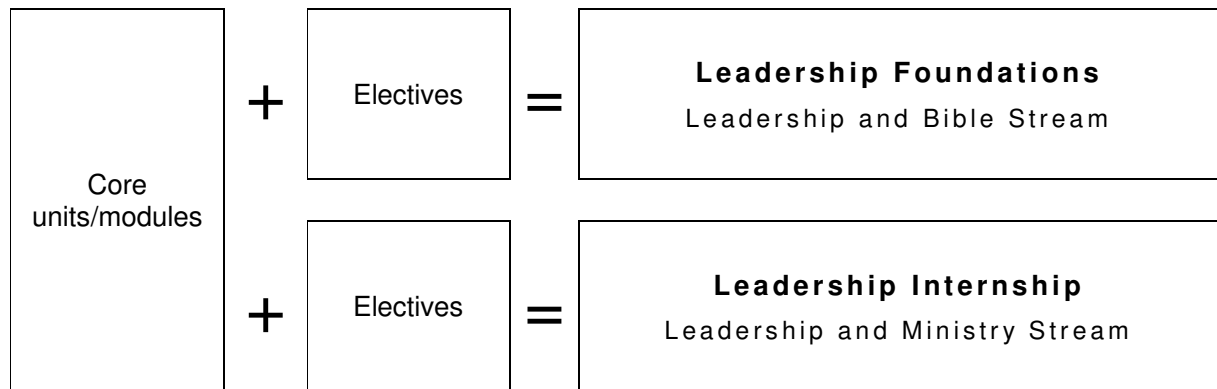 Core
units/modules
+
Electives
=
Leadership Foundations
Leadership and Bible Stream
+
Electives
=
Leadership Internship
Leadership and Ministry Stream